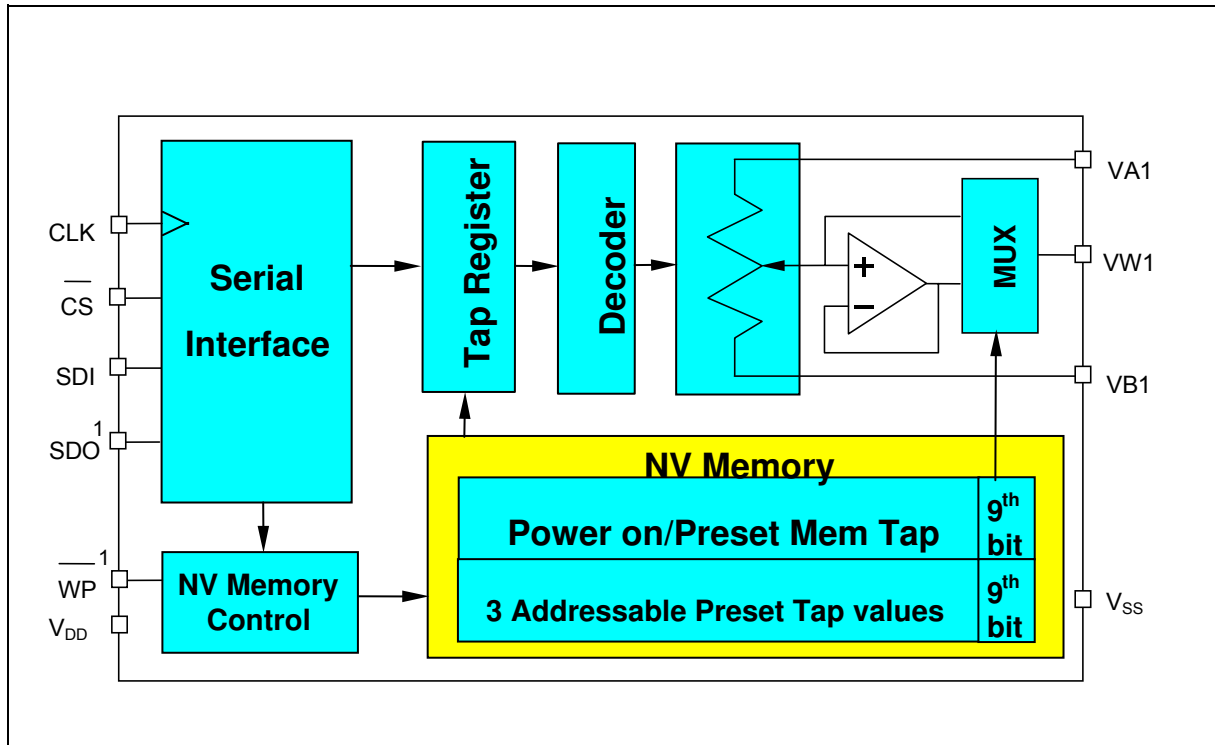 CLK
CS
SDI
SDO 1
WP 1
VDD
Serial
Interface
NV Memory
Control
Tap Register
Decoder
+
−
MUX
VA1
VW1
VB1
VSS
NV Memory
Power on/Preset Mem Tap
9th
bit
3 Addressable Preset Tap values
9th
bit